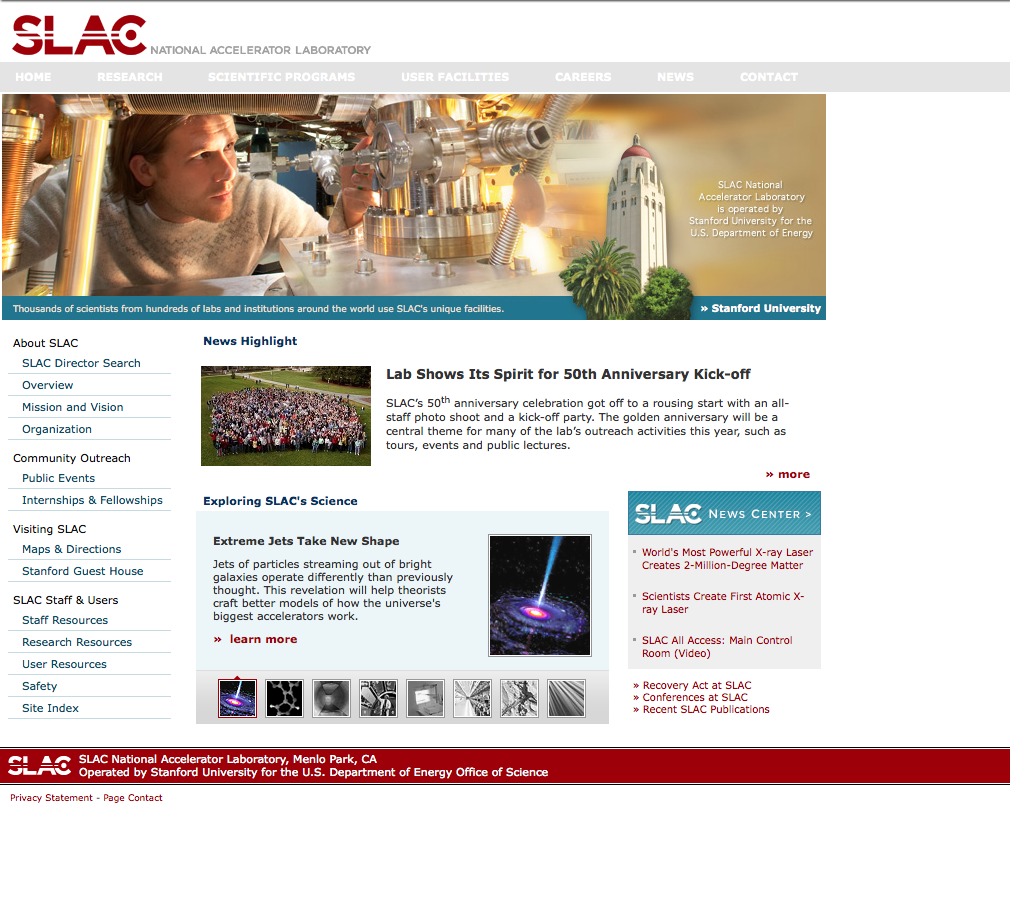 SLAC NATIONAL ACCELERATOR LABORATORY
HOME RESEARCH SCIENTIFIC PROGRAMS USER FACILITIES CAREERS NEWS CONTACT
SLAC National
Accelerator Laboratory
is operated by
Stanford University for the
U.S. Department of Energy
Thousands of scientists from hundreds of labs and institutions around the world use SLAC's unique facilities.
» Stanford University
About SLAC
SLAC Director Search
Overview
Mission and Vision
Organization
Community Outreach
Public Events
Internships & Fellowships
Visiting SLAC
Maps & Directions
Stanford Guest House
SLAC Staff & Users
Staff Resources
Research Resources
User Resources
Safety
Site Index
News Highlight
Lab Shows Its Spirit for 50th Anniversary Kick-off
SLAC’s 50th anniversary celebration got off to a rousing start with an all-
staff photo shoot and a kick-off party. The golden anniversary will be a
central theme for many of the lab’s outreach activities this year, such as
tours, events and public lectures.
» more
Exploring SLAC's Science
Extreme Jets Take New Shape
Jets of particles streaming out of bright
galaxies operate differently than previously
thought. This revelation will help theorists
craft better models of how the universe's
biggest accelerators work.
» learn more
SLAC NEWS CENTER >
World's Most Powerful X-ray Laser
Creates 2-Million-Degree Matter
Scientists Create First Atomic X-
ray Laser
SLAC All Access: Main Control
Room (Video)
» Recovery Act at SLAC
» Conferences at SLAC
» Recent SLAC Publications
SLAC
SLAC National Accelerator Laboratory, Menlo Park, CA
Operated by Stanford University for the U.S. Department of Energy Office of Science
Privacy Statement - Page Contact